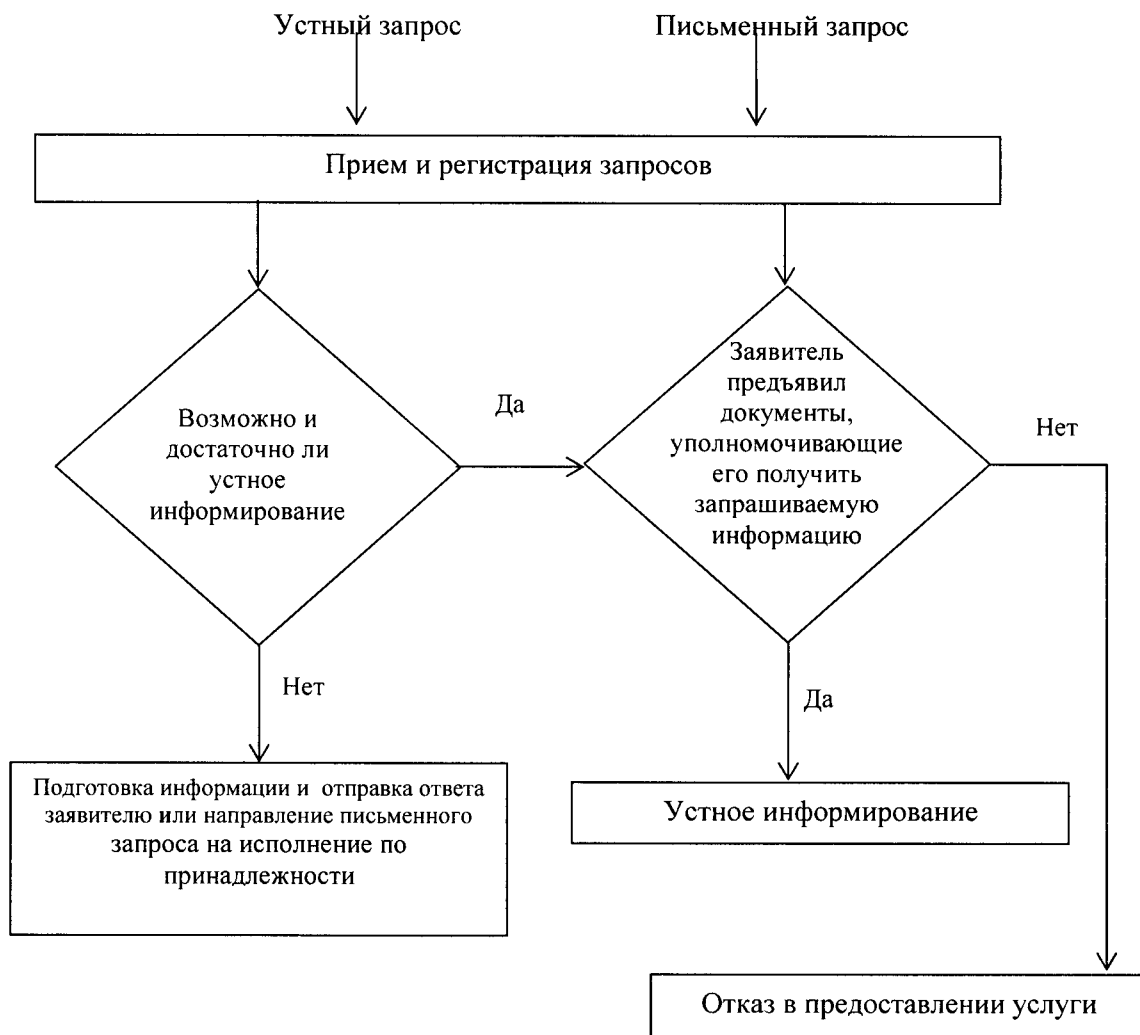 Устный запрос
Письменный запрос
Прием и регистрация запросов
Возможно и
достаточно ли
устное
информирование
Да
Заявитель
предъявил
документы,
уполномочивающие
его получить
запрашиваемую
информацию
Нет
Нет
Да
Подготовка информации и отправка ответа
заявителю или направление письменного
запроса на исполнение по
принадлежности
Устное информирование
Отказ в предоставлении услуги